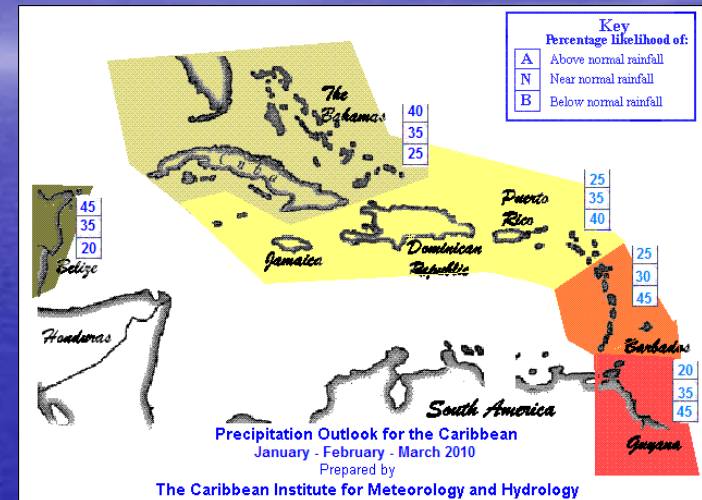 Key
Percentage likelihood of:
A Above normal rainfall
N Near normal rainfall
B Below normal rainfall
The
Bahamas
40
35
25
Cuba
45
35
20
Belize
Puerto
Rico
25
35
40
Jamaica
Dominican
Republic
25
30
45
Honduras
Barbados
20
35
45
South America
Guyana
Precipitation Outlook for the Caribbean
January - February - March 2010
Prepared by
The Caribbean Institute for Meteorology and Hydrology